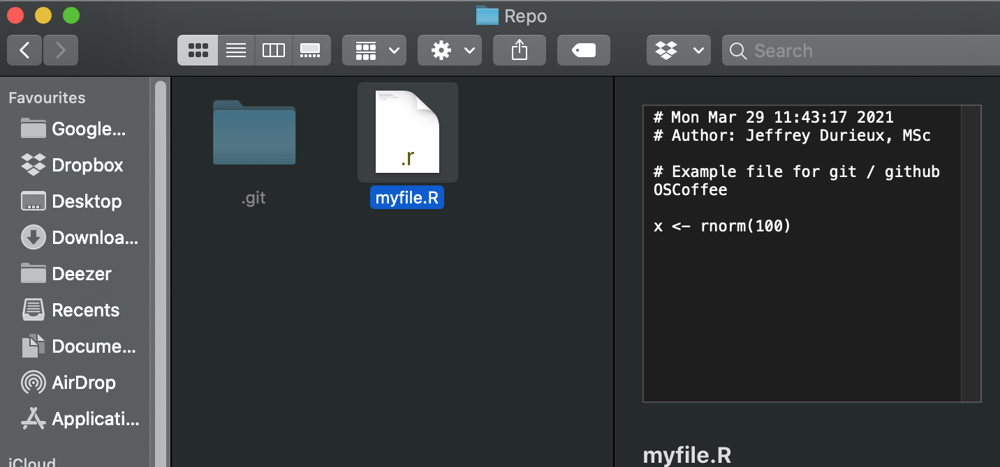 Repo
Search
Favourites
Google...
Dropbox
Desktop
Downloa...
Deezer
Recents
Docume...
AirDrop
Applicati...
iCloud
.git
.r
myfile.R
# Mon Mar 29 11:43:17 2021
# Author: Jeffrey Durieux, MSc
# Example file for git / github
OSCoffee
x <- rnorm(100)
myfile.R